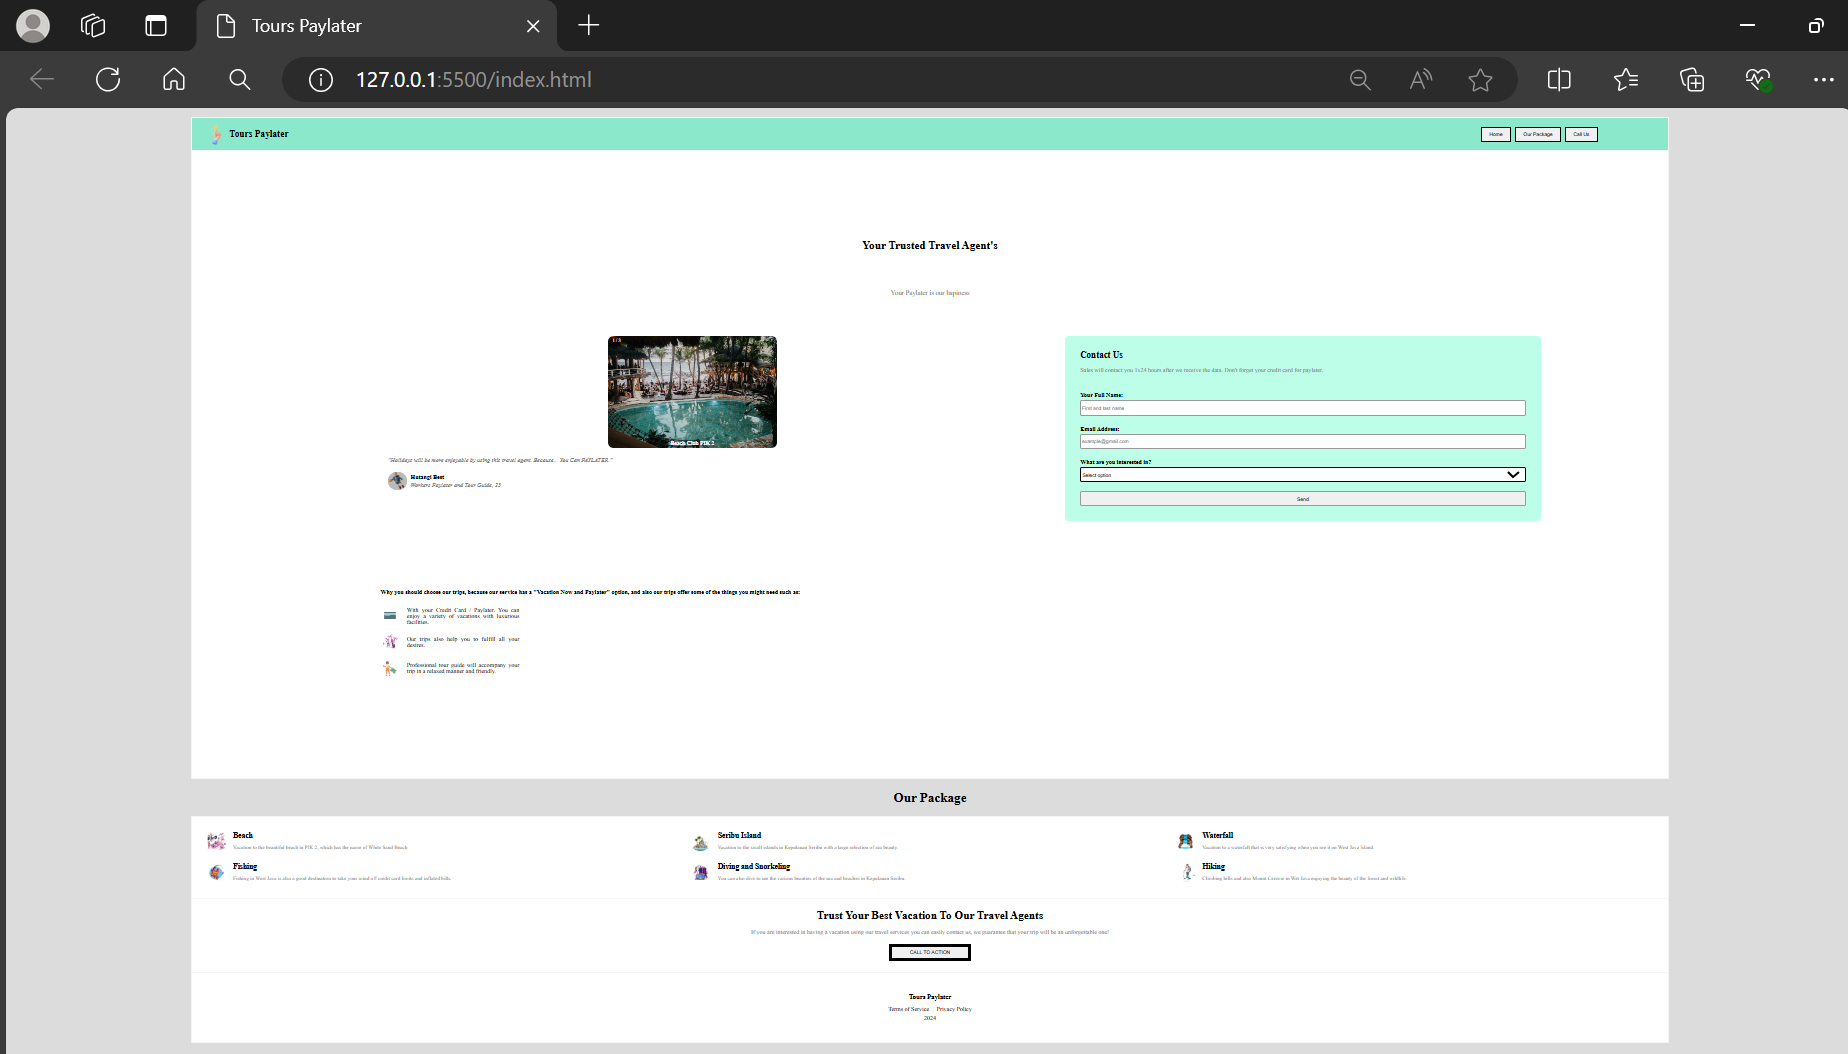 Tours Paylater
127.0.0.1:5500/index.html
Tours Paylater
Home
Our Package
Call Us
Your Trusted Travel Agent's
Your Paylater is our hapiness
1/3
Beach Club PIK 2
"Holidays will be more enjoyable by using this travel agent. Because... You Can PAYLATER."
Hutangi Best
Workers Paylater and Tour Guide, 25
Contact Us
Sales will contact you 1x24 hours after we receive the data. Don't forget your credit card for paylater.
Your Full Name:
First and last name
Email Address:
example@gmail.com
What are you interested in?
Select option
Send
Why you should choose our trips, because our service has a "Vacation Now and Paylater" option, and also our trips offer some of the things you might need such as:
With your Credit Card / Paylater. You can
enjoy a variety of vacations with luxurious
facilities.
Our trips also help you to fulfill all your
desires.
Professional tour guide will accompany your
trip in a relaxed manner and friendly.
Our Package
Beach
Vacation to the beautiful beach in PIK 2, which has the name of White Sand Beach
Seribu Island
Vacation to the small islands in Kepulauan Seribu with a large selection of sea beauty.
Waterfall
Vacation to a waterfall that is very satisfying when you see it on West Java Island.
Fishing
Fishing in West Java is also a good destination to take your mind off credit card limits and inflated bills.
Diving and Snorkeling
You can also dive to see the various beauties of the sea and beaches in Kepulauan Seribu.
Hiking
Climbing hills and also Mount Cereme in Wet Java enjoying the beauty of the forest and wildlife.
Trust Your Best Vacation To Our Travel Agents
If you are interested in having a vacation using our travel services you can easily contact us, we guarantee that your trip will be an unforgettable one!
CALL TO ACTION
Tours Paylater
Terms of Service Privacy Policy
2024